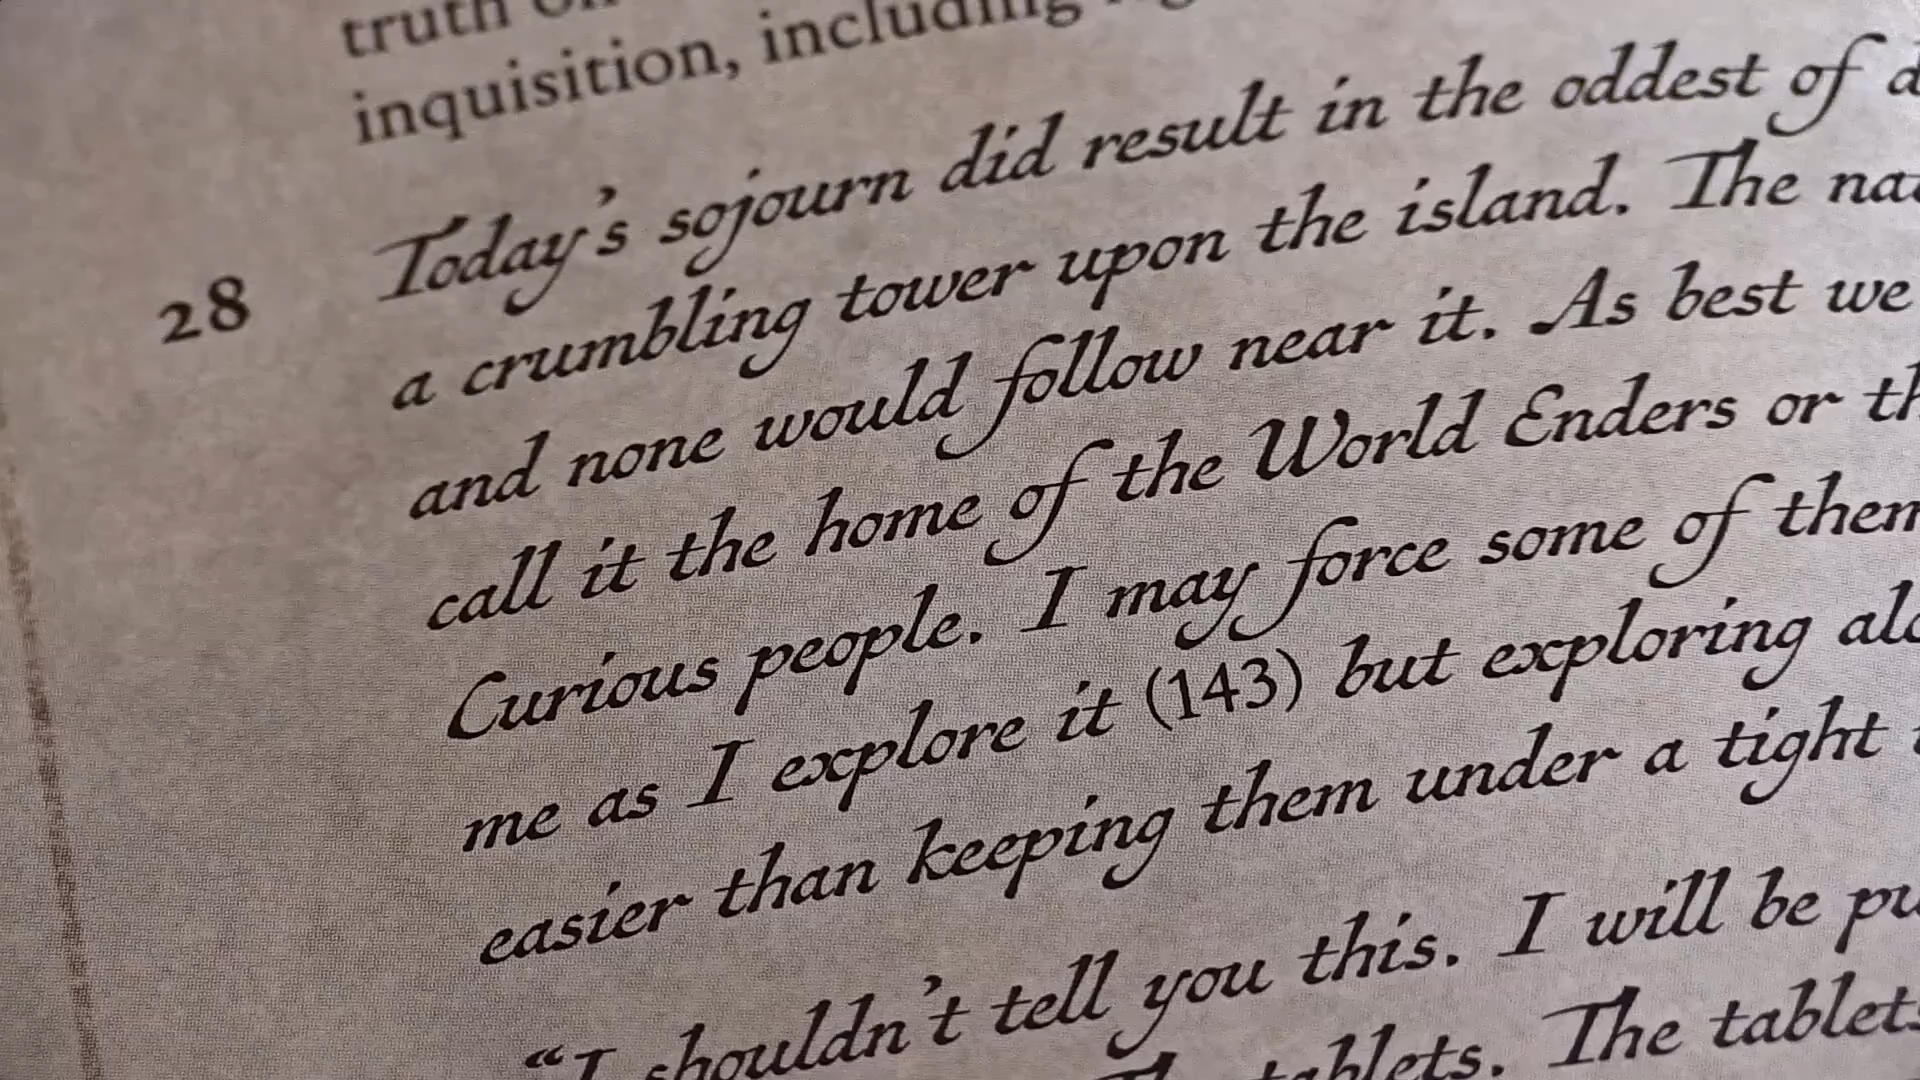 truth
inquisition, including
28 Today's sojourn did result in the oddest of
a crumbling tower upon the island. The
and none would follow near it. As best we
call it the home of the World Enders or
Curious people. I may force some of them
me as I explore it (143) but exploring
easier than keeping them under a tight
"I shouldn't tell you this. I will be
tablets. The tablets